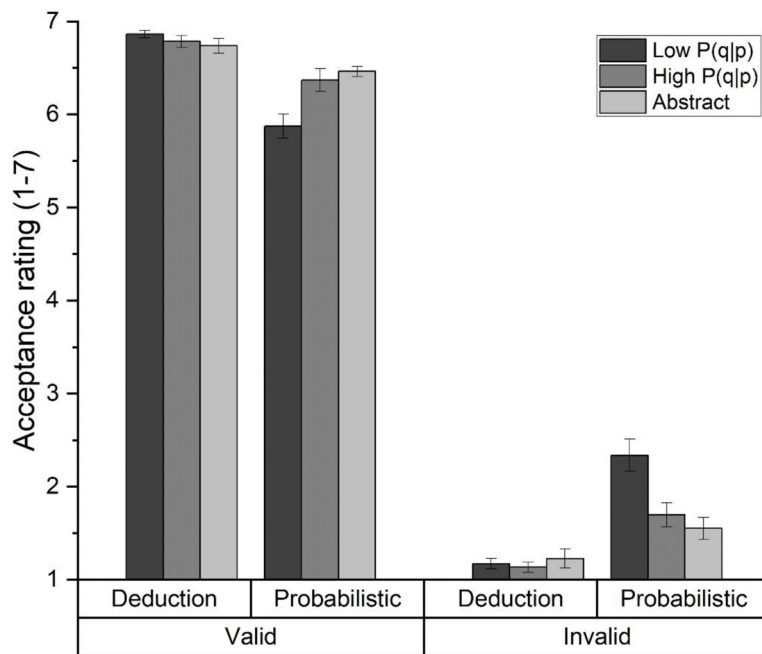 7
6
5
4
3
2
1
Acceptance rating (1-7)
Low P(q|p)
High P(q|p)
Abstract
Deduction Probabilistic Deduction Probabilistic
Valid Invalid